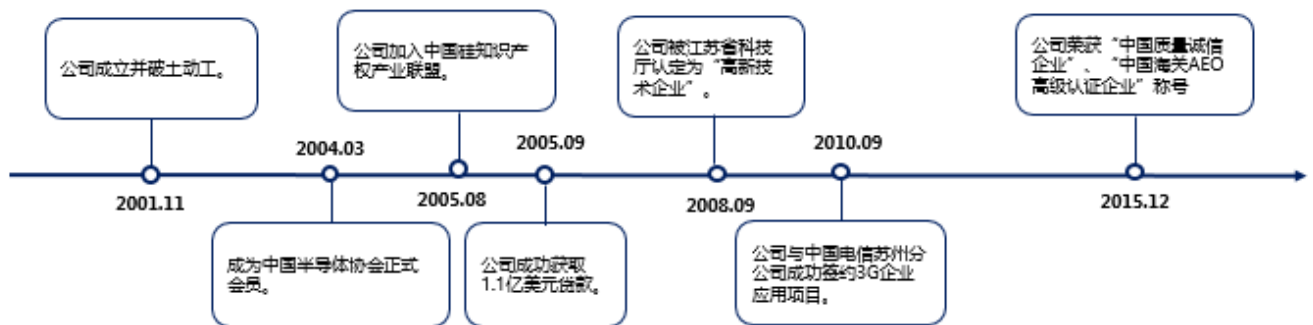 公司成立并破土动工。
公司加入中国硅知识产
权产业联盟。
公司被江苏省科技
厅认定为“高新技
术企业”。
公司荣获“中国质量诚信
企业”、“中国海关AEO
高级认证企业”称号
2004.03
2005.09
2010.09
2001.11
2005.08
2008.09
2015.12
成为中国半导体协会正式
会员。
公司成功获取
1.1亿美元贷款。
公司与中国电信苏州分
公司成功签约3G企业
应用项目。